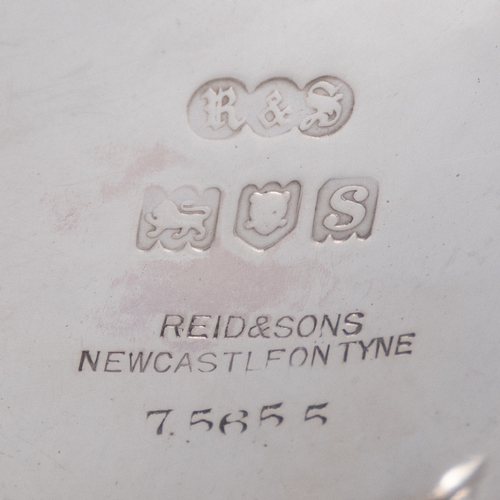 R & S
S
REID&SONS
NEWCASTLEONTYNE
7.5655